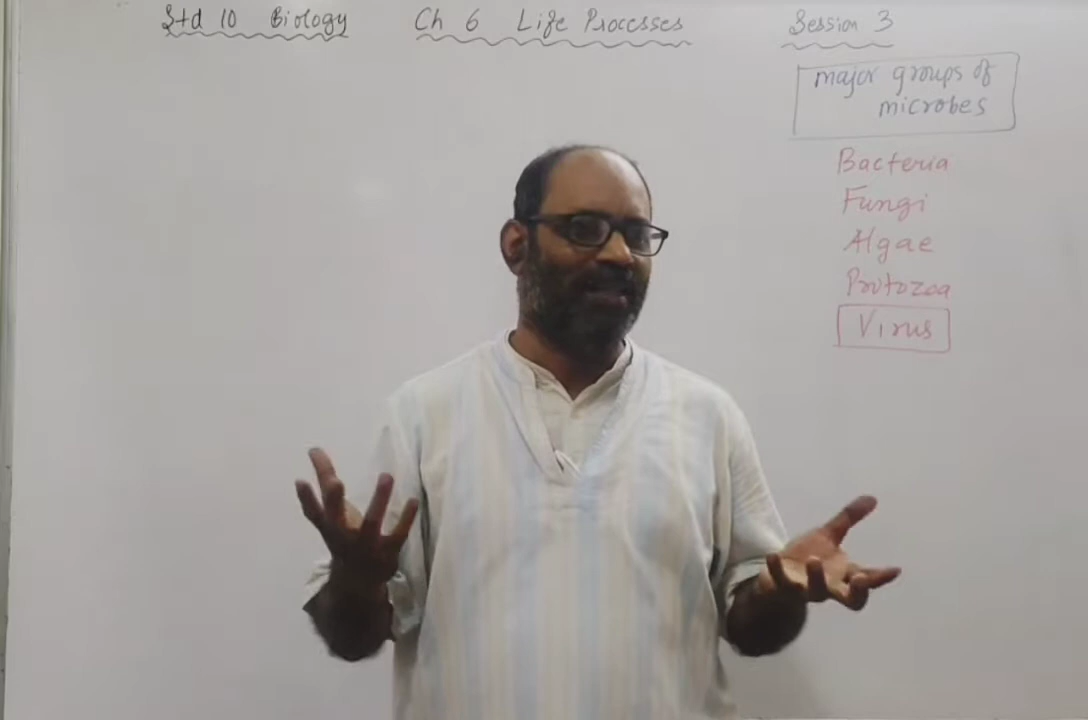 Std 10 Biology Ch 6 Life Processes Session 3
major groups of
microbes
Bacteria
Fungi
Algae
Protozoa
Virus